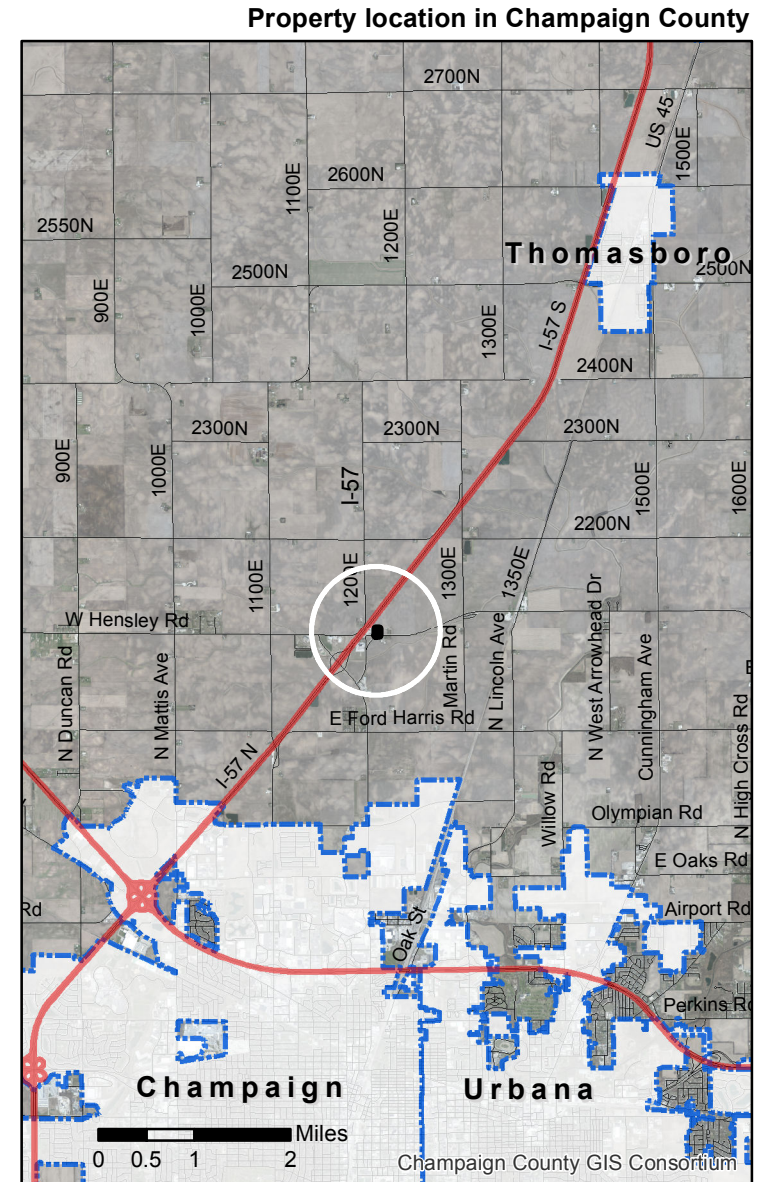 Property location in Champaign County
2700N
US 45
1500E
2600N
1100E
1200E
2550N
Thomasboro
2500N
2500N
900E
1000E
1300E
I-57 S
2400N
2300N
2300N
2300N
900E
1000E
I-57
1500E
1600E
2200N
1100E
1200E
1300E
1350E
W Hensley Rd
N Duncan Rd
N Mattis Ave
Martin Rd
N Lincoln Ave
N West Arrowhead Dr
Cunningham Ave
N High Cross Rd
E Ford Harris Rd
I-57 N
Willow Rd
Olympian Rd
E Oaks Rd
Rd
Oak St
Airport Rd
Perkins Rd
Champaign
Urbana
Miles
0 0.5 1 2
Champaign County GIS Consortium